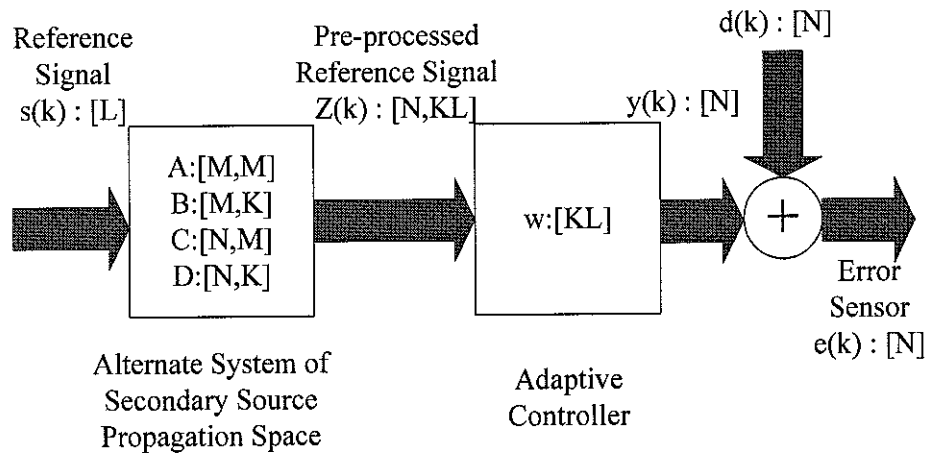 Reference
Signal
s(k) : [L]
Pre-processed
Reference Signal
Z(k) : [N,KL]
y(k) : [N]
d(k) : [N]
A:[M,M]
B:[M,K]
C:[N,M]
D:[N,K]
w:[KL]
+
Error
Sensor
e(k) : [N]
Alternate System of
Secondary Source
Propagation Space
Adaptive
Controller